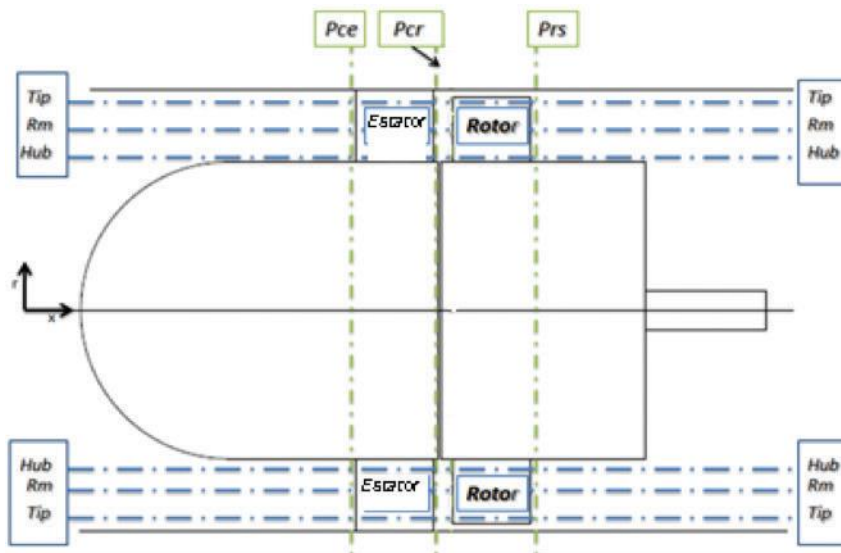 Pce Pcr Prs
Tip Tip
Rm Estator Rotor Rm
Hub Hub
r
x
Hub Hub
Rm Estator Rotor Rm
Tip Tip